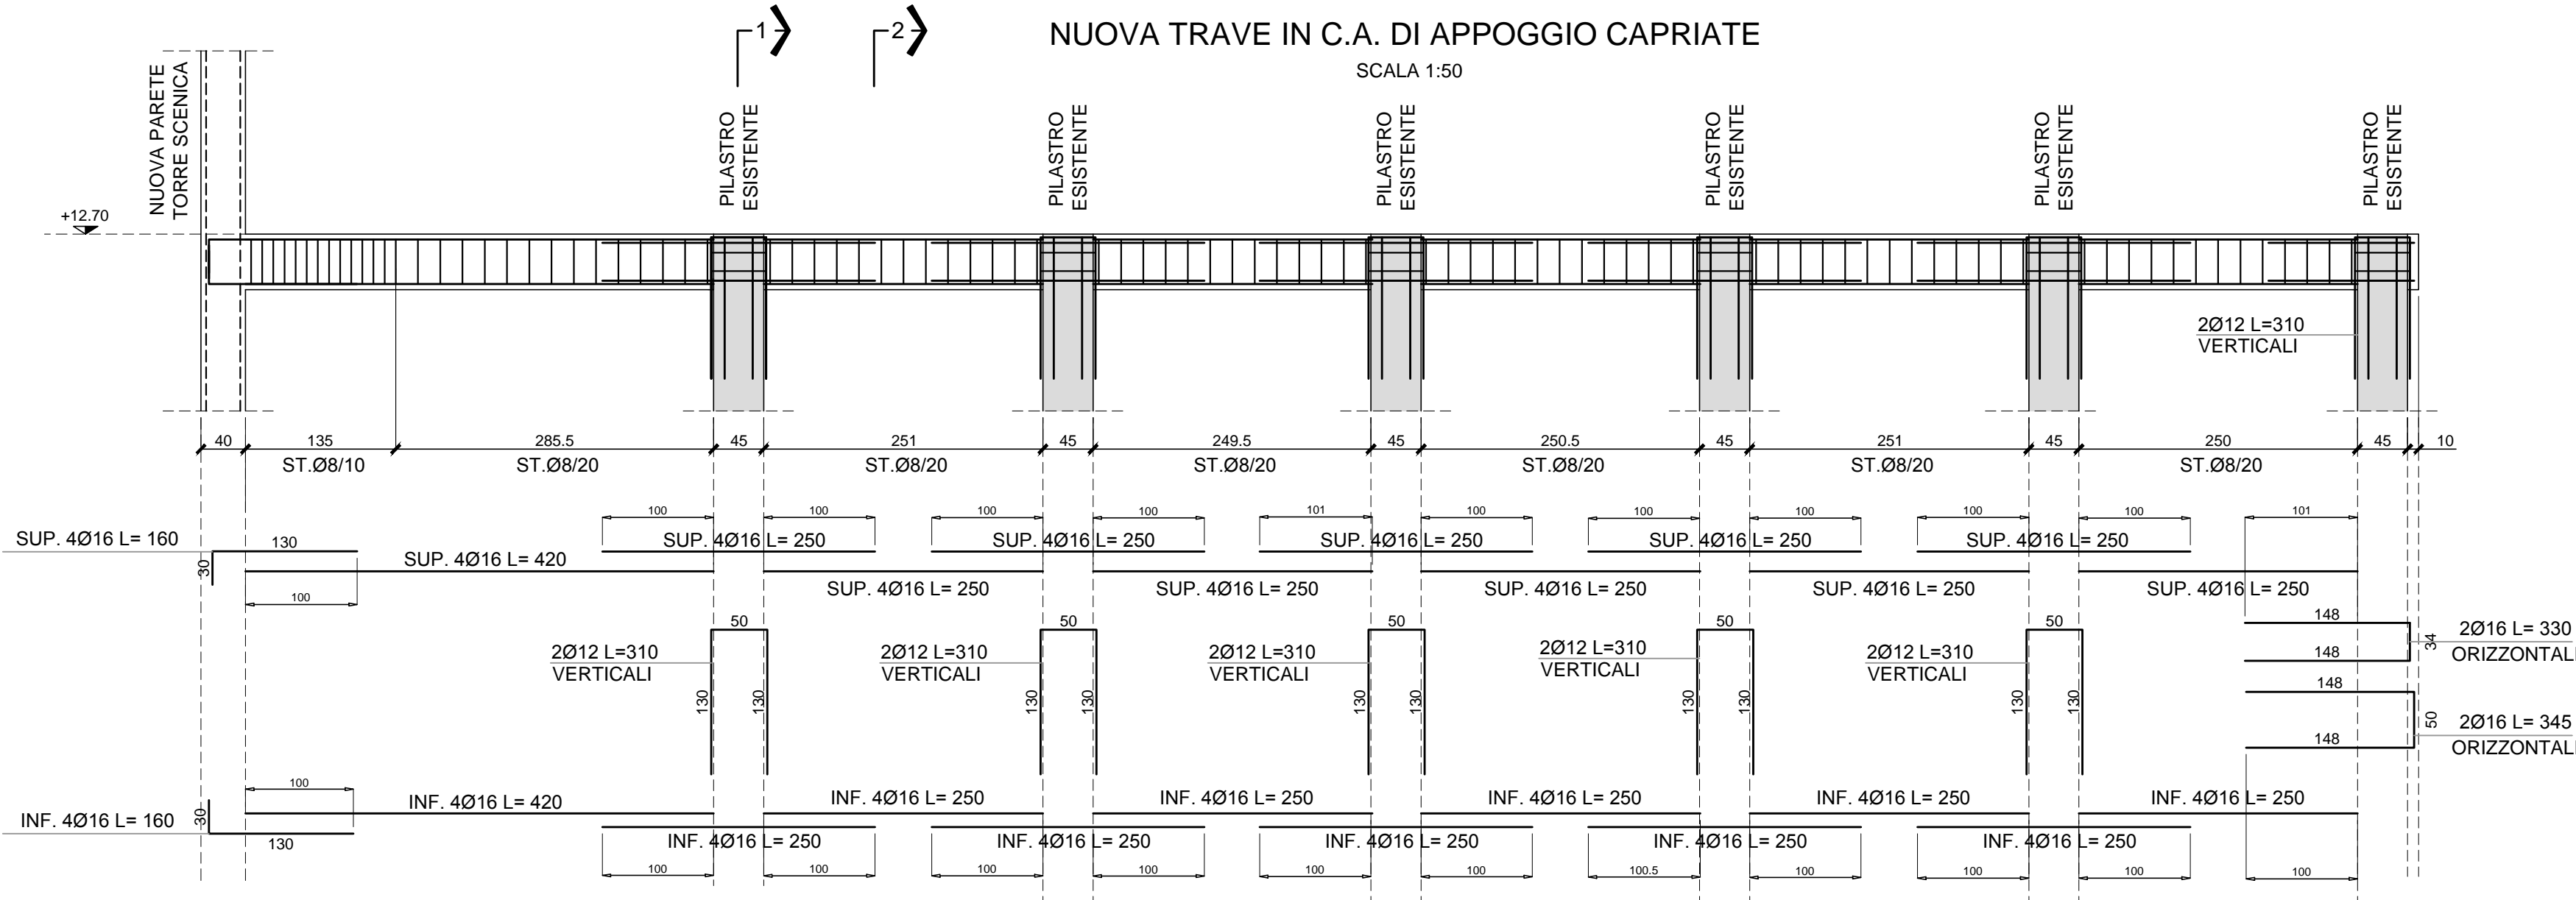 1
2
NUOVA TRAVE IN C.A. DI APPOGGIO CAPRIATE
SCALA 1:50
NUOVA PARETE
TORRE SCENICA
PILASTRO
ESISTENTE
PILASTRO
ESISTENTE
PILASTRO
ESISTENTE
PILASTRO
ESISTENTE
PILASTRO
ESISTENTE
PILASTRO
ESISTENTE
+12.70
2Ø12 L=310
VERTICALI
40 135 285.5 45 251 45 249.5 45 250.5 45 251 45 250 45 10
ST.Ø8/10 ST.Ø8/20 ST.Ø8/20 ST.Ø8/20 ST.Ø8/20 ST.Ø8/20 ST.Ø8/20
100 100 100 100 101 100 100 100 100 100 101
SUP. 4Ø16 L= 160 130 SUP. 4Ø16 L= 250 SUP. 4Ø16 L= 250 SUP. 4Ø16 L= 250 SUP. 4Ø16 L= 250 SUP. 4Ø16 L= 250
30 SUP. 4Ø16 L= 420
SUP. 4Ø16 L= 250 SUP. 4Ø16 L= 250 SUP. 4Ø16 L= 250 SUP. 4Ø16 L= 250 SUP. 4Ø16 L= 250
100
50 50 50 50 50 148
2Ø12 L=310 2Ø12 L=310 2Ø12 L=310 2Ø12 L=310 2Ø12 L=310
VERTICALI VERTICALI VERTICALI VERTICALI VERTICALI
34 2Ø16 L= 330
148 ORIZZONTAL
148
130 130 130 130 130 130 130 130 130 130
50 2Ø16 L= 345
148 ORIZZONTAL
100
INF. 4Ø16 L= 420 INF. 4Ø16 L= 250 INF. 4Ø16 L= 250 INF. 4Ø16 L= 250 INF. 4Ø16 L= 250 INF. 4Ø16 L= 250
INF. 4Ø16 L= 160 30
130 INF. 4Ø16 L= 250 INF. 4Ø16 L= 250 INF. 4Ø16 L= 250 INF. 4Ø16 L= 250 INF. 4Ø16 L= 250
100 100 100 100 100 100 100.5 100 100 100 100